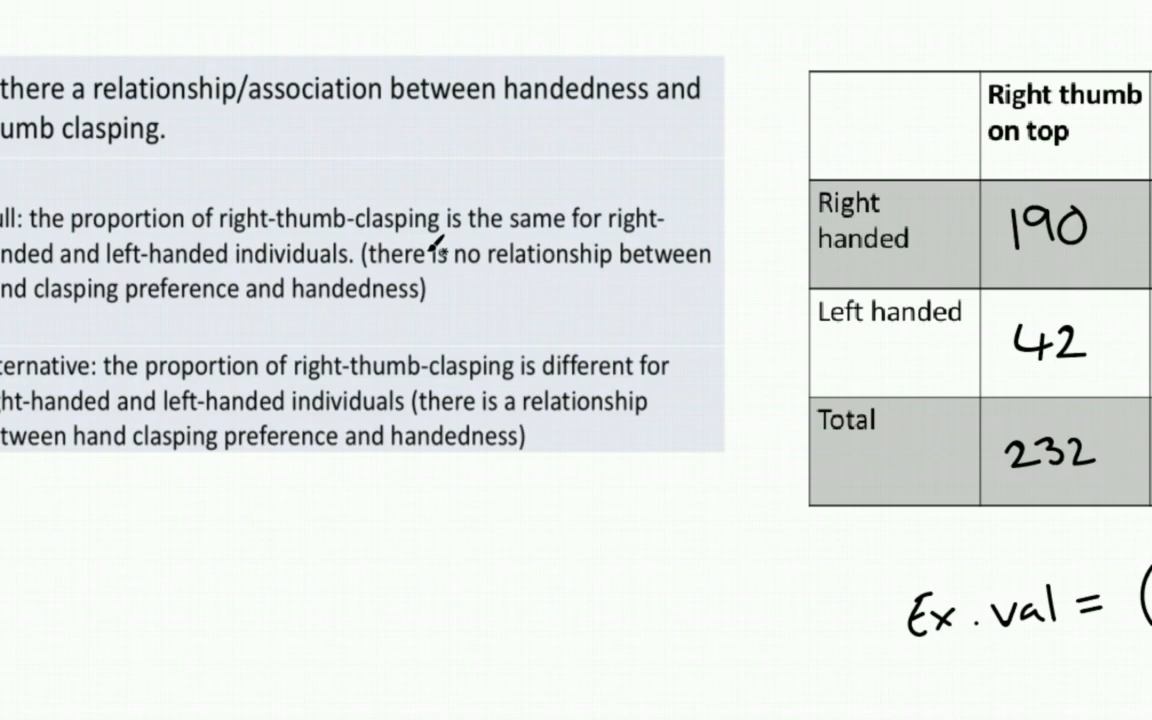 there a relationship/association between handedness and
umb clasping.
ull: the proportion of right-thumb-clasping is the same for right-
nded and left-handed individuals. (there is no relationship between
nd clasping preference and handedness)
ternative: the proportion of right-thumb-clasping is different for
ht-handed and left-handed individuals (there is a relationship
tween hand clasping preference and handedness)
Right thumb
on top
Right
handed
190
Left handed
42
Total
232
Ex. val = (